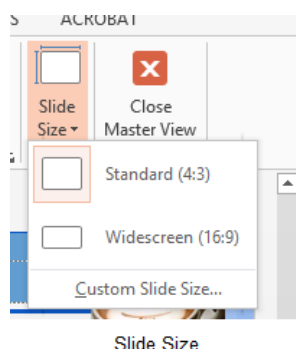 S ACROBAT
Slide Size
Close Master View
Standard (4:3)
Widescreen (16:9)
Custom Slide Size...
Slide Size